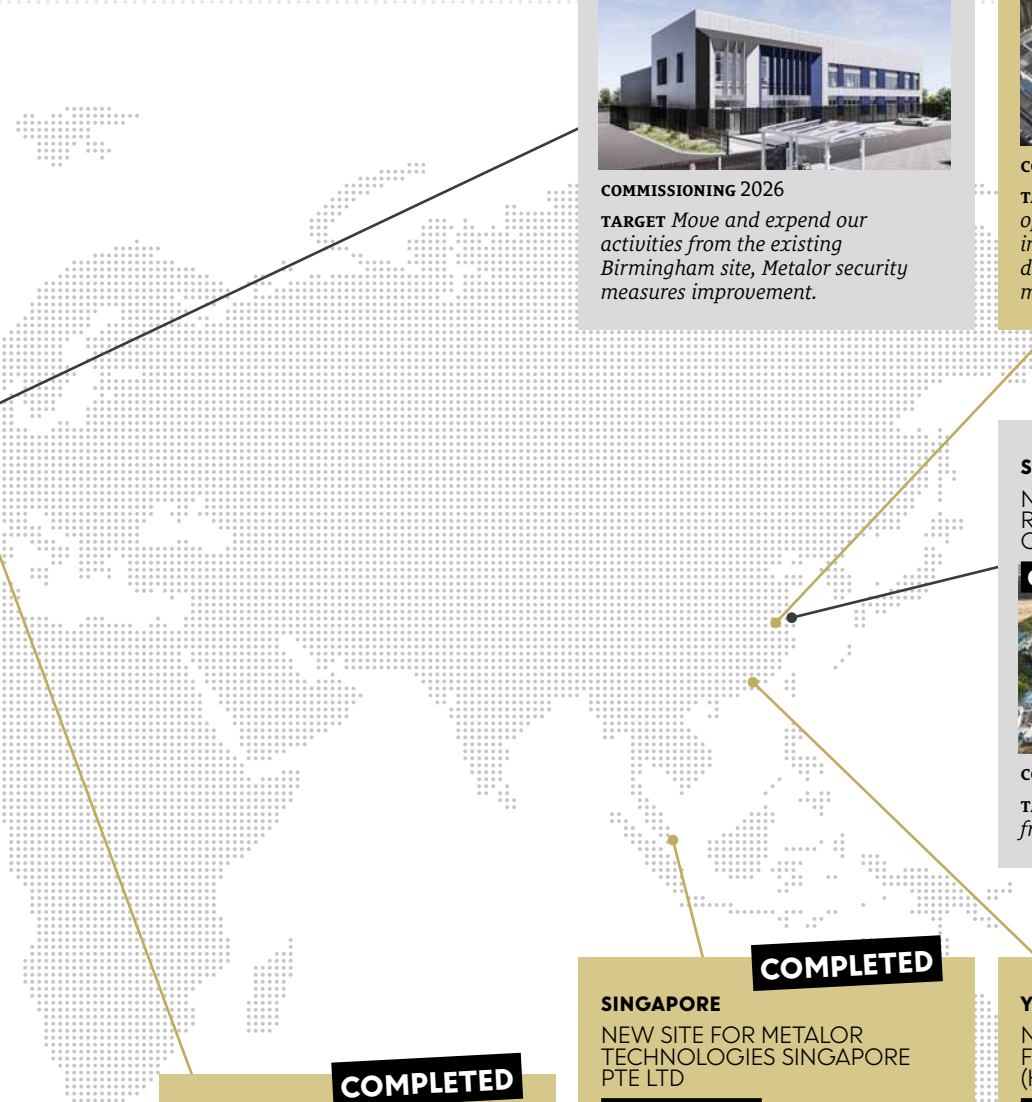 COMMISSIONING 2026
TARGET Move and expend our
activities from the existing
Birmingham site, Metalor security
measures improvement.
COMPLETED
SINGAPORE
NEW SITE FOR METALOR
TECHNOLOGIES SINGAPORE
PTE LTD
COMPLETED